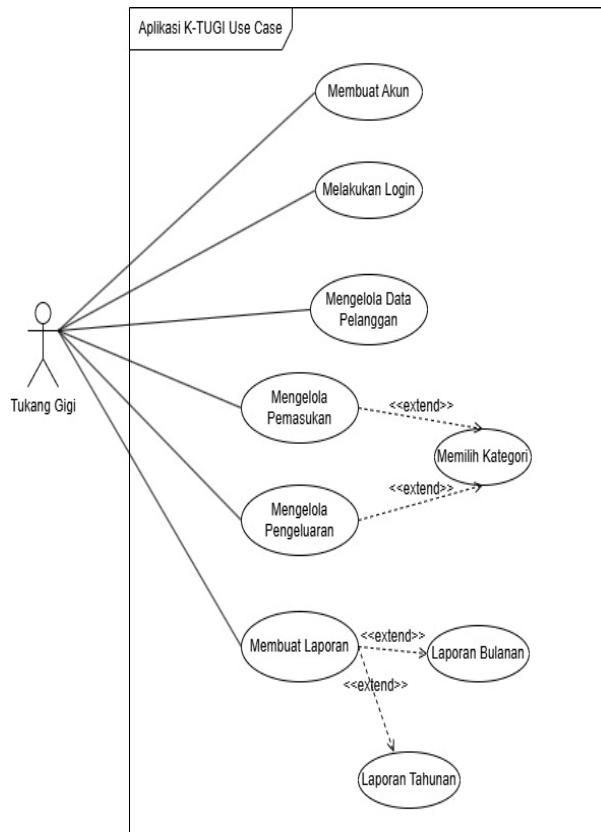 Aplikasi K-TUGI Use Case
Membuat Akun
Melakukan Login
Mengelola Data
Pelanggan
Tukang Gigi
Mengelola
Pemasukan
<<extend>>
Memilih Kategori
<<extend>>
Mengelola
Pengeluaran
Membuat Laporan
<<extend>>
Laporan Bulanan
<<extend>>
Laporan Tahunan